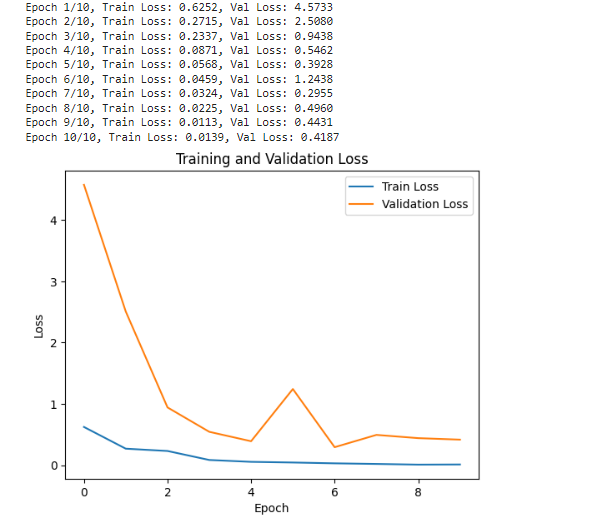 Epoch 1/10, Train Loss: 0.6252, Val Loss: 4.5733
Epoch 2/10, Train Loss: 0.2715, Val Loss: 2.5080
Epoch 3/10, Train Loss: 0.2337, Val Loss: 0.9438
Epoch 4/10, Train Loss: 0.0871, Val Loss: 0.5462
Epoch 5/10, Train Loss: 0.0568, Val Loss: 0.3928
Epoch 6/10, Train Loss: 0.0459, Val Loss: 1.2438
Epoch 7/10, Train Loss: 0.0324, Val Loss: 0.2955
Epoch 8/10, Train Loss: 0.0225, Val Loss: 0.4960
Epoch 9/10, Train Loss: 0.0113, Val Loss: 0.4431
Epoch 10/10, Train Loss: 0.0139, Val Loss: 0.4187
Training and Validation Loss
Train Loss
Validation Loss
4
3
2
1
0
Loss
0 2 4 6 8
Epoch